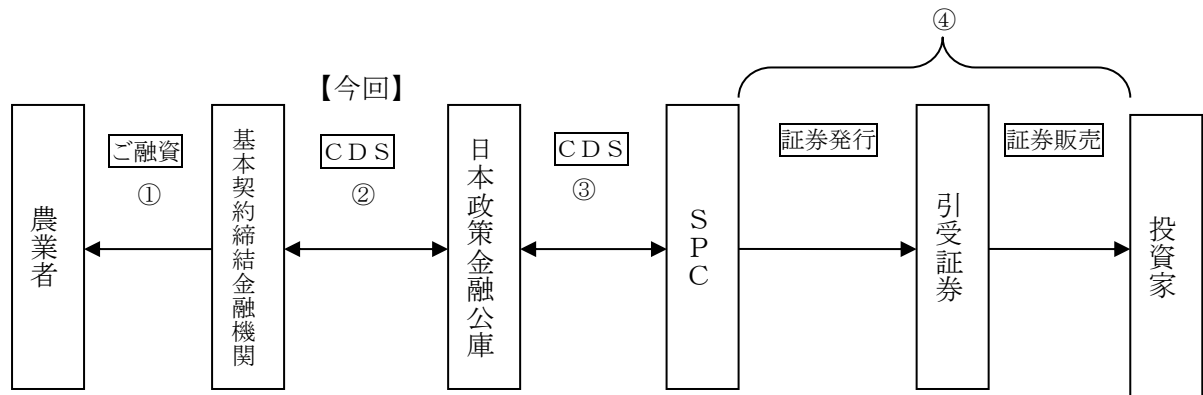 ④
【今回】
農業者
ご融資
①
基本契約締結金融機関
ＣＤＳ
②
日本政策金融公庫
ＣＤＳ
③
ＳＰＣ
証券発行
引受証券
証券販売
投資家